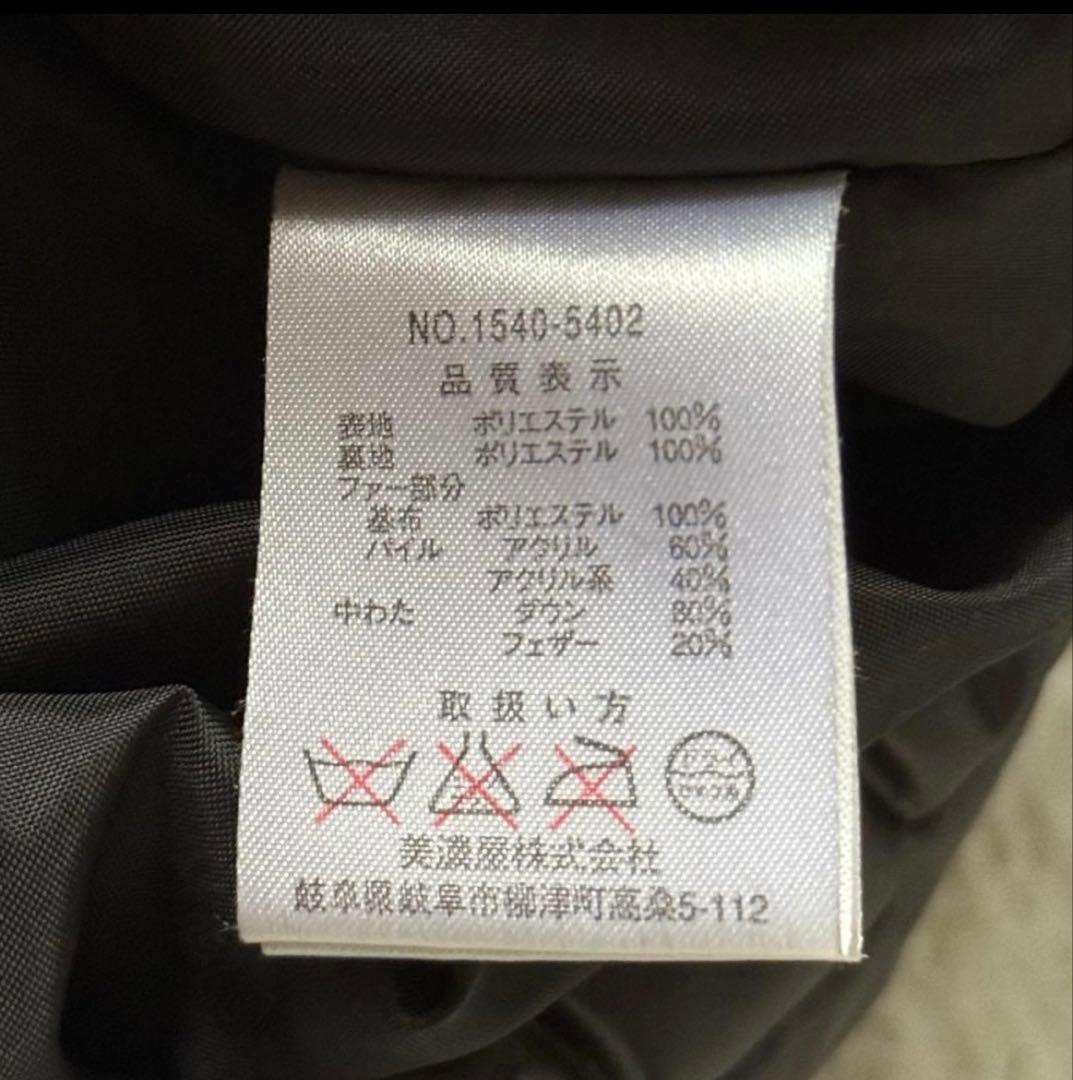 NO.1540-5402
品質表示
表地 ポリエステル 100%
裏地 ポリエステル 100%
ファー部分
基布 ポリエステル 100%
パイル アクリル 60%
アクリル系 40%
中わた ダウン 80%
フェザー 20%
取扱い方
美濃屋株式会社
岐阜県岐阜市柳津町高桑5-112